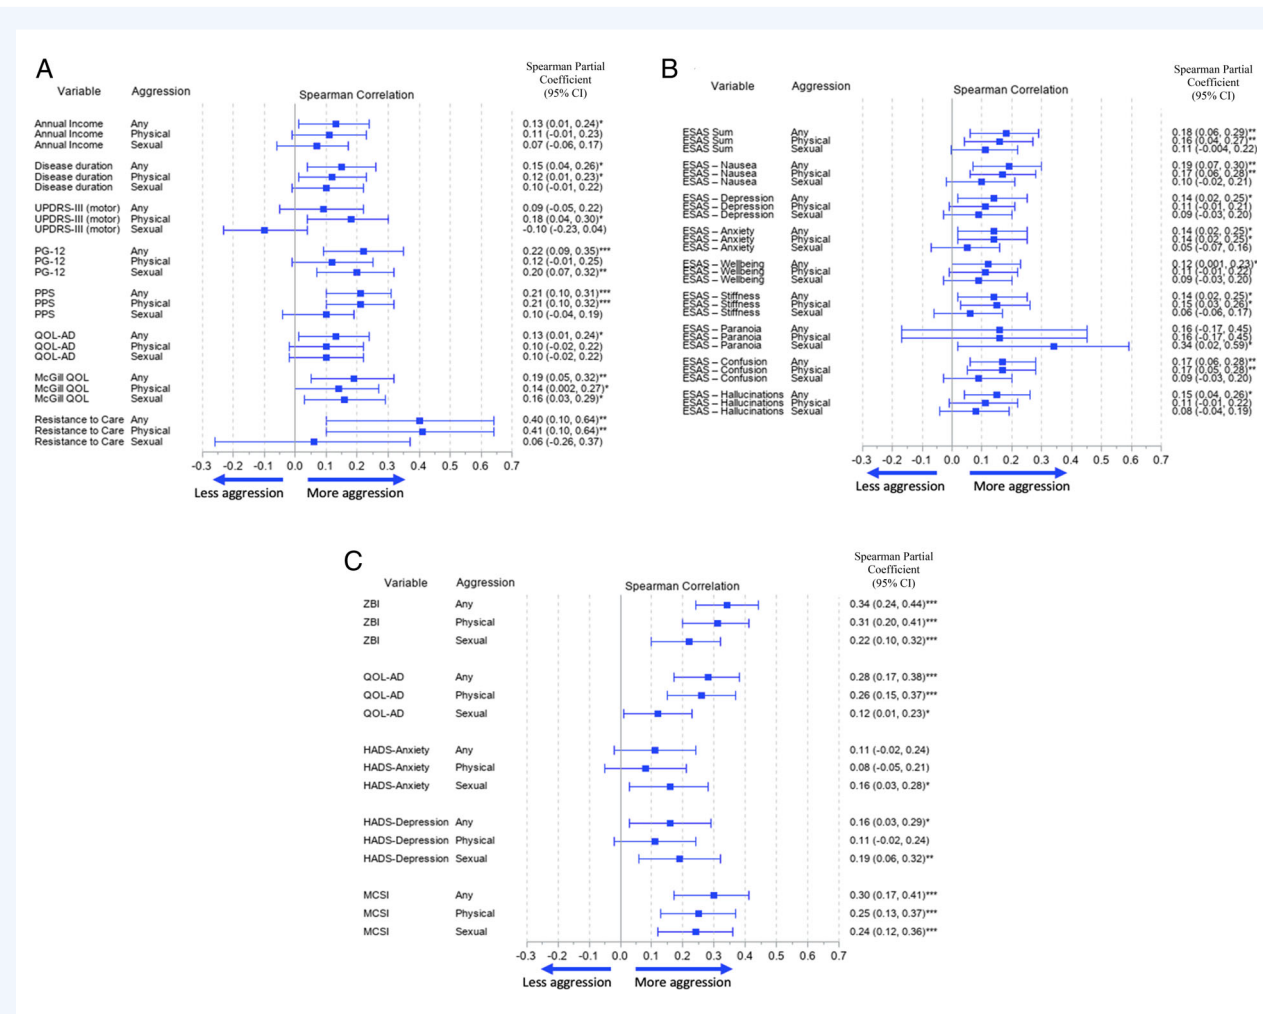 A
Variable Aggression Spearman Correlation Spearman Partial
Coefficient
(95% CI)
Annual Income Any 0.13 (0.01, 0.24)*
Annual Income Physical 0.11 (-0.01, 0.23)
Annual Income Sexual 0.07 (-0.06, 0.17)
Disease duration Any 0.15 (0.04, 0.26)*
Disease duration Physical 0.12 (0.01, 0.23)*
Disease duration Sexual 0.10 (-0.01, 0.22)
UPDRS-III (motor) Any 0.09 (-0.05, 0.22)
UPDRS-III (motor) Physical 0.18 (0.04, 0.30)*
UPDRS-III (motor) Sexual -0.10 (-0.23, 0.04)
PG-12 Any 0.22 (0.09, 0.35)***
PG-12 Physical 0.12 (-0.01, 0.25)
PG-12 Sexual 0.20 (0.07, 0.32)**
PPS Any 0.21 (0.10, 0.31)***
PPS Physical 0.21 (0.10, 0.32)***
PPS Sexual 0.10 (-0.04, 0.19)
QOL-AD Any 0.13 (0.01, 0.24)*
QOL-AD Physical 0.10 (-0.02, 0.22)
QOL-AD Sexual 0.10 (-0.02, 0.22)
McGill QOL Any 0.19 (0.05, 0.32)**
McGill QOL Physical 0.14 (0.002, 0.27)*
McGill QOL Sexual 0.16 (0.03, 0.29)*
Resistance to Care Any 0.40 (0.10, 0.64)**
Resistance to Care Physical 0.41 (0.10, 0.64)**
Resistance to Care Sexual 0.06 (-0.26, 0.37)
-0.3 -0.2 -0.1 0.0 0.1 0.2 0.3 0.4 0.5 0.6 0.7
Less aggression More aggression
B
Variable Aggression Spearman Correlation Spearman Partial
Coefficient
(95% CI)
ESAS Sum Any 0.18 (0.06, 0.29)**
ESAS Sum Physical 0.16 (0.04, 0.27)**
ESAS Sum Sexual 0.11 (-0.004, 0.22)
ESAS – Nausea Any 0.19 (0.07, 0.30)**
ESAS – Nausea Physical 0.17 (0.06, 0.28)**
ESAS – Nausea Sexual 0.10 (-0.02, 0.21)
ESAS – Depression Any 0.14 (0.02, 0.25)*
ESAS – Depression Physical 0.11 (-0.01, 0.21)
ESAS – Depression Sexual 0.09 (-0.03, 0.20)
ESAS – Anxiety Any 0.14 (0.02, 0.25)*
ESAS – Anxiety Physical 0.14 (0.02, 0.25)*
ESAS – Anxiety Sexual 0.05 (-0.07, 0.16)
ESAS – Wellbeing Any 0.12 (0.001, 0.23)*
ESAS – Wellbeing Physical 0.11 (-0.01, 0.22)
ESAS – Wellbeing Sexual 0.09 (-0.03, 0.20)
ESAS – Stiffness Any 0.14 (0.02, 0.25)*
ESAS – Stiffness Physical 0.15 (0.03, 0.26)*
ESAS – Stiffness Sexual 0.06 (-0.06, 0.17)
ESAS – Paranoia Any 0.16 (-0.17, 0.45)
ESAS – Paranoia Physical 0.16 (-0.17, 0.45)
ESAS – Paranoia Sexual 0.34 (0.02, 0.59)*
ESAS – Confusion Any 0.17 (0.06, 0.28)**
ESAS – Confusion Physical 0.17 (0.05, 0.28)**
ESAS – Confusion Sexual 0.09 (-0.03, 0.20)
ESAS – Hallucinations Any 0.15 (0.04, 0.26)*
ESAS – Hallucinations Physical 0.11 (-0.01, 0.22)
ESAS – Hallucinations Sexual 0.08 (-0.04, 0.19)
-0.3 -0.2 -0.1 0.0 0.1 0.2 0.3 0.4 0.5 0.6 0.7
Less aggression More aggression
C
Variable Aggression Spearman Correlation Spearman Partial
Coefficient
(95% CI)
ZBI Any 0.34 (0.24, 0.44)***
ZBI Physical 0.31 (0.20, 0.41)***
ZBI Sexual 0.22 (0.10, 0.32)***
QOL-AD Any 0.28 (0.17, 0.38)***
QOL-AD Physical 0.26 (0.15, 0.37)***
QOL-AD Sexual 0.12 (0.01, 0.23)*
HADS-Anxiety Any 0.11 (-0.02, 0.24)
HADS-Anxiety Physical 0.08 (-0.05, 0.21)
HADS-Anxiety Sexual 0.16 (0.03, 0.28)*
HADS-Depression Any 0.16 (0.03, 0.29)*
HADS-Depression Physical 0.11 (-0.02, 0.24)
HADS-Depression Sexual 0.19 (0.06, 0.32)**
MCSI Any 0.30 (0.17, 0.41)***
MCSI Physical 0.25 (0.13, 0.37)***
MCSI Sexual 0.24 (0.12, 0.36)***
-0.3 -0.2 -0.1 0.0 0.1 0.2 0.3 0.4 0.5 0.6 0.7
Less aggression More aggression